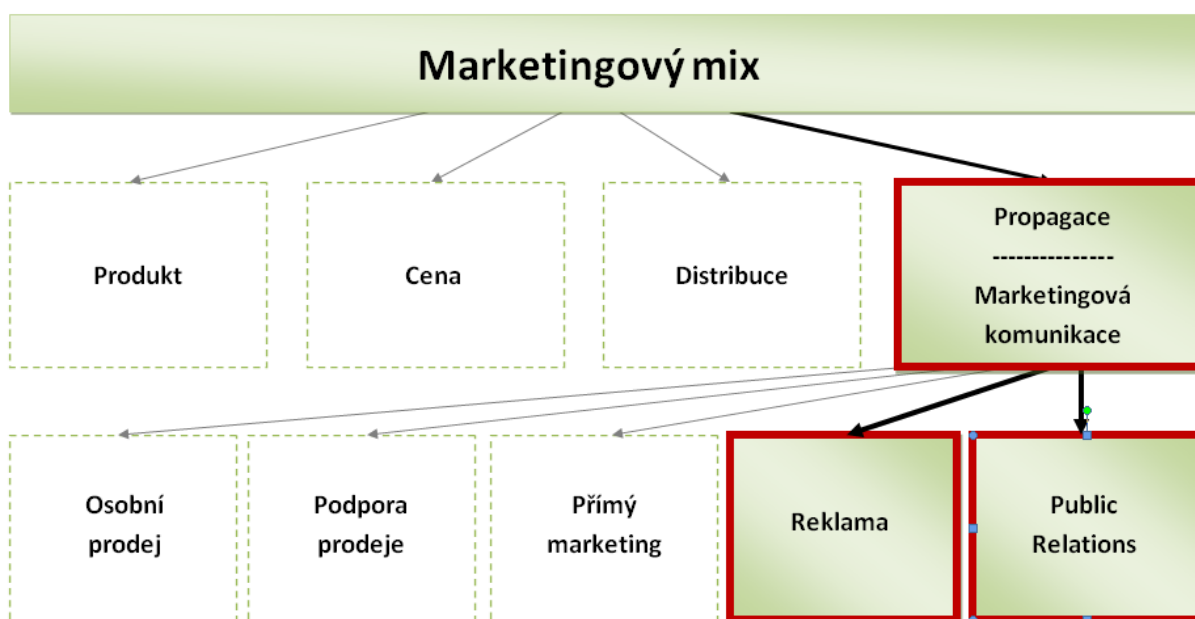 Marketingový mix
Produkt
Cena
Distribuce
Propagace
---------------
Marketingová
komunikace
Osobní
prodej
Podpora
prodeje
Přímý
marketing
Reklama
Public
Relations